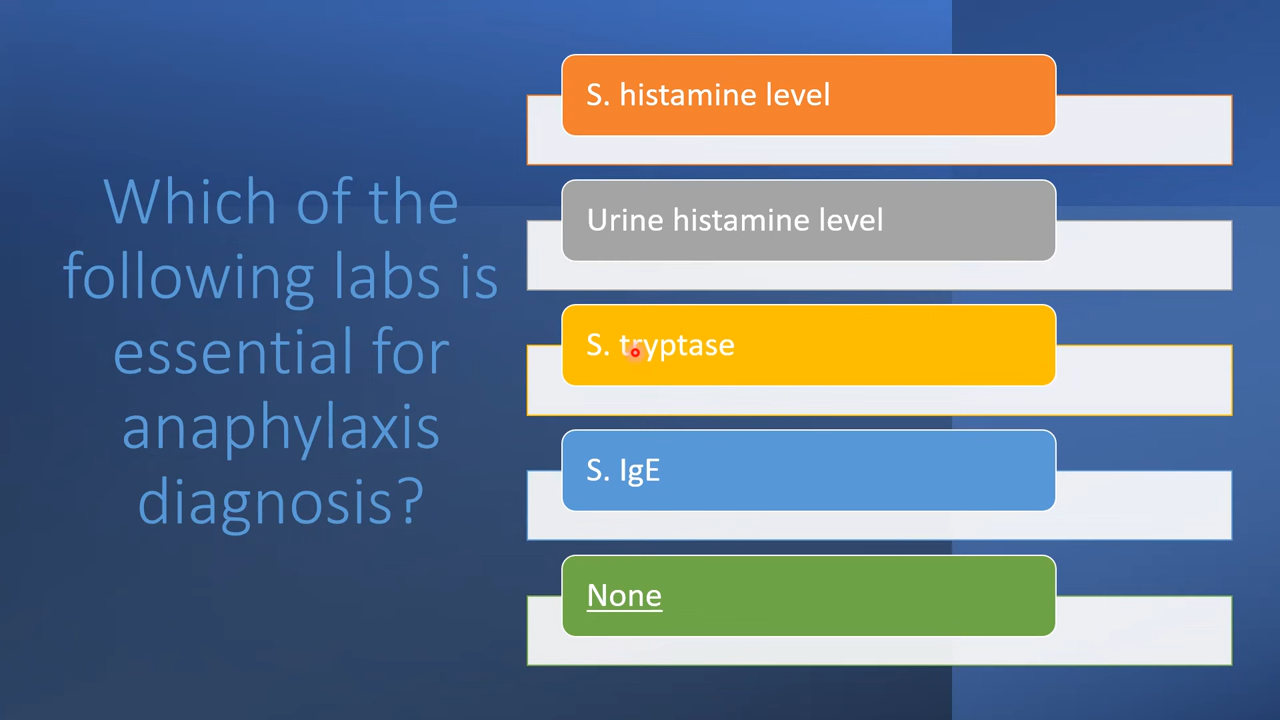 Which of the
following labs is
essential for
anaphylaxis
diagnosis?
S. histamine level
Urine histamine level
S. tryptase
S. IgE
None